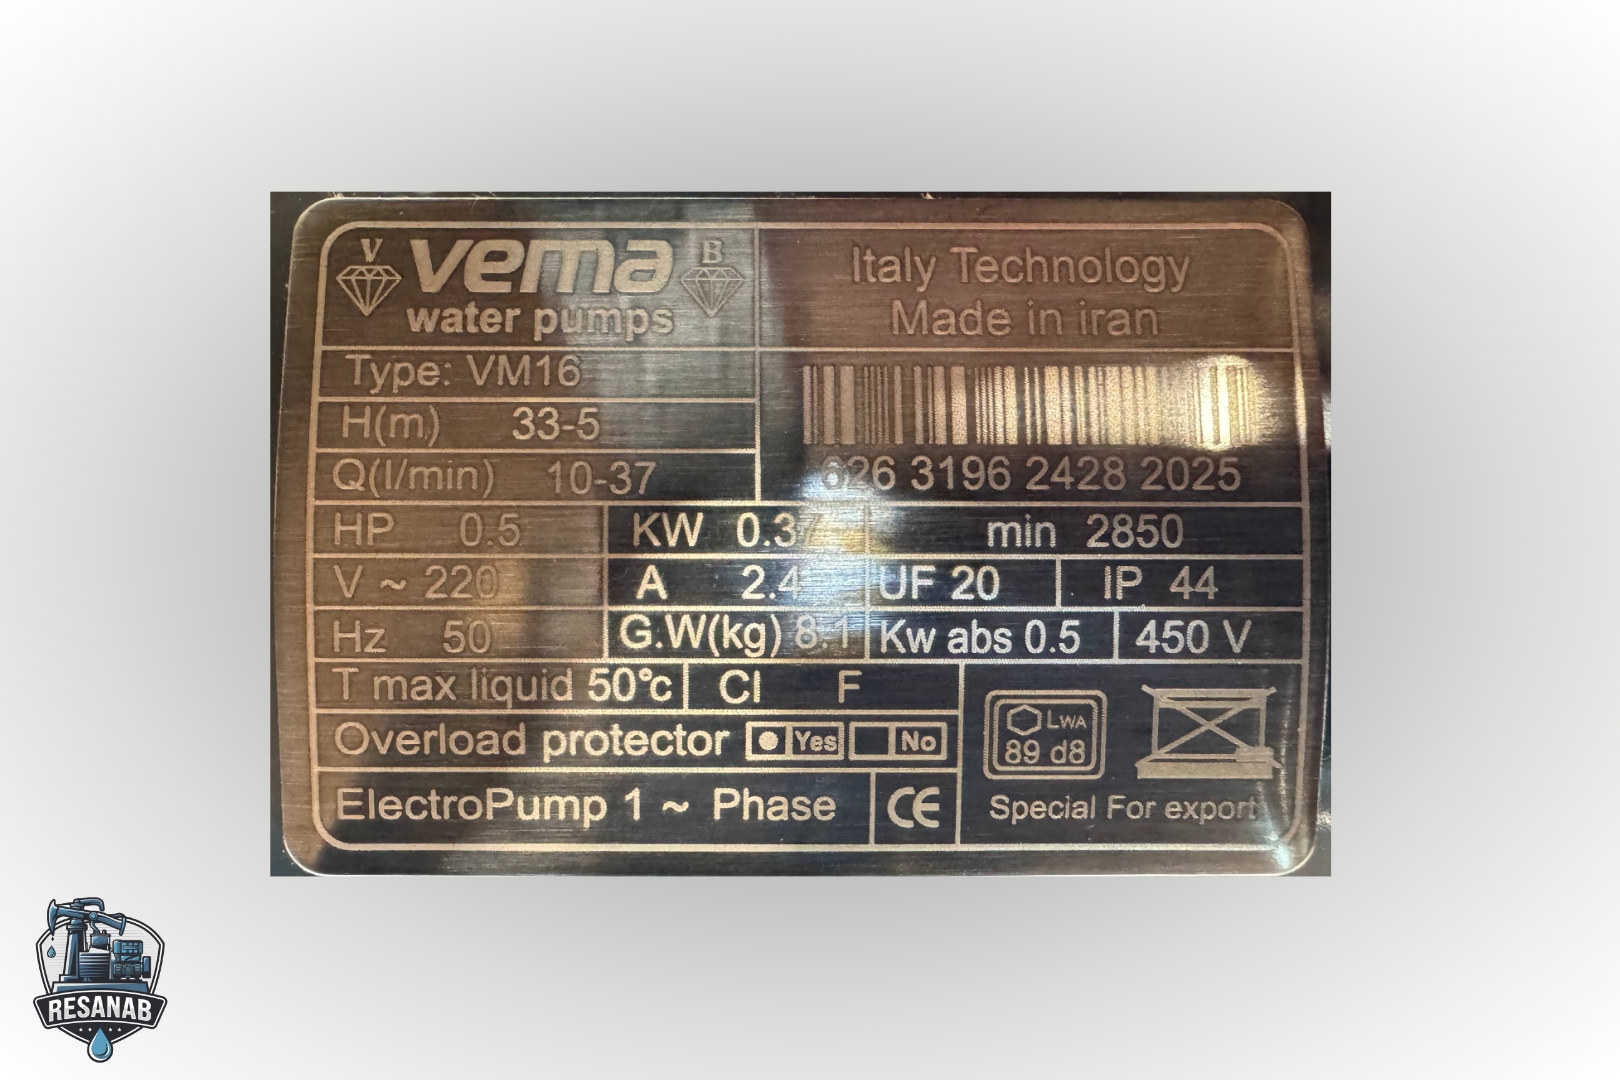 V vema B
water pumps
Italy Technology
Made in iran
Type: VM16
H(m) 33-5
Q(l/min) 10-37
626 3196 2428 2025
HP 0.5 KW 0.37 min 2850
V ~ 220 A 2.4 UF 20 IP 44
Hz 50 G.W(kg) 8.1 Kw abs 0.5 450 V
T max liquid 50°c Cl F
Overload protector Yes No
LWA
89 d8
ElectroPump 1 ~ Phase CE
Special For export
RESANAB